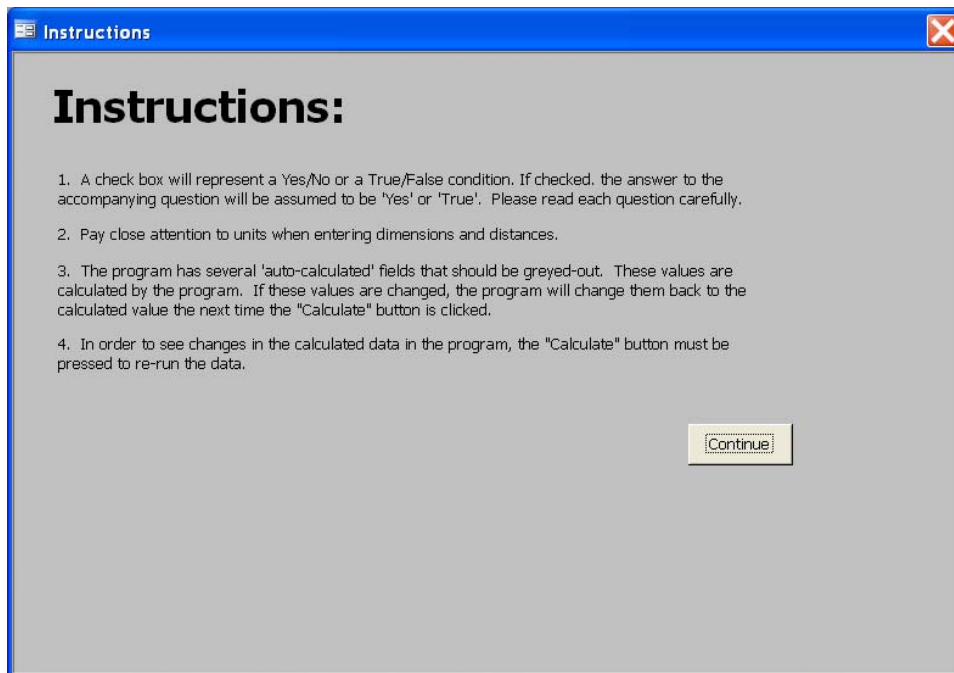 Instructions
Instructions:
1. A check box will represent a Yes/No or a True/False condition. If checked. the answer to the
accompanying question will be assumed to be 'Yes' or 'True'. Please read each question carefully.
2. Pay close attention to units when entering dimensions and distances.
3. The program has several 'auto-calculated' fields that should be greyed-out. These values are
calculated by the program. If these values are changed, the program will change them back to the
calculated value the next time the "Calculate" button is clicked.
4. In order to see changes in the calculated data in the program, the "Calculate" button must be
pressed to re-run the data.
Continue